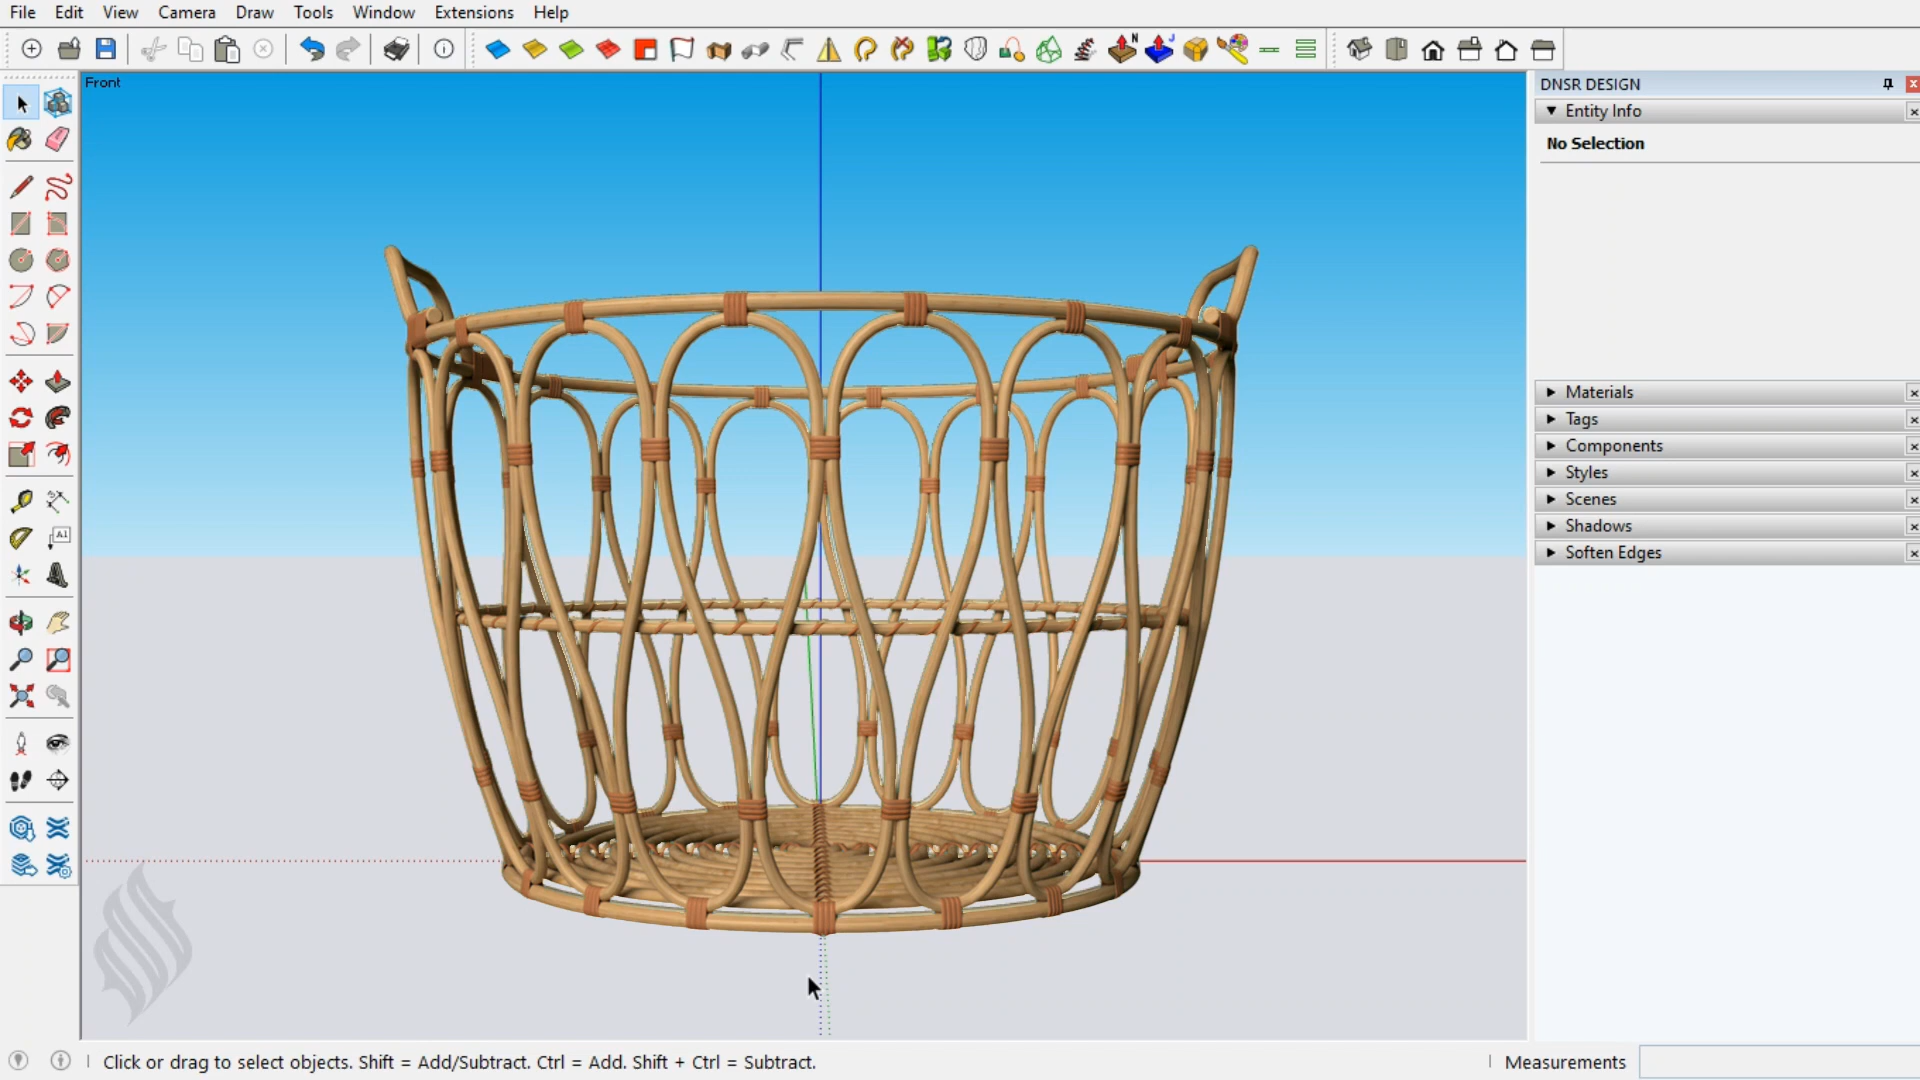 File Edit View Camera Draw Tools Window Extensions Help
N J
Front
DNSR DESIGN
Entity Info
No Selection
A1
Materials
Tags
Components
Styles
Scenes
Shadows
Soften Edges
Click or drag to select objects. Shift = Add/Subtract. Ctrl = Add. Shift + Ctrl = Subtract.
Measurements